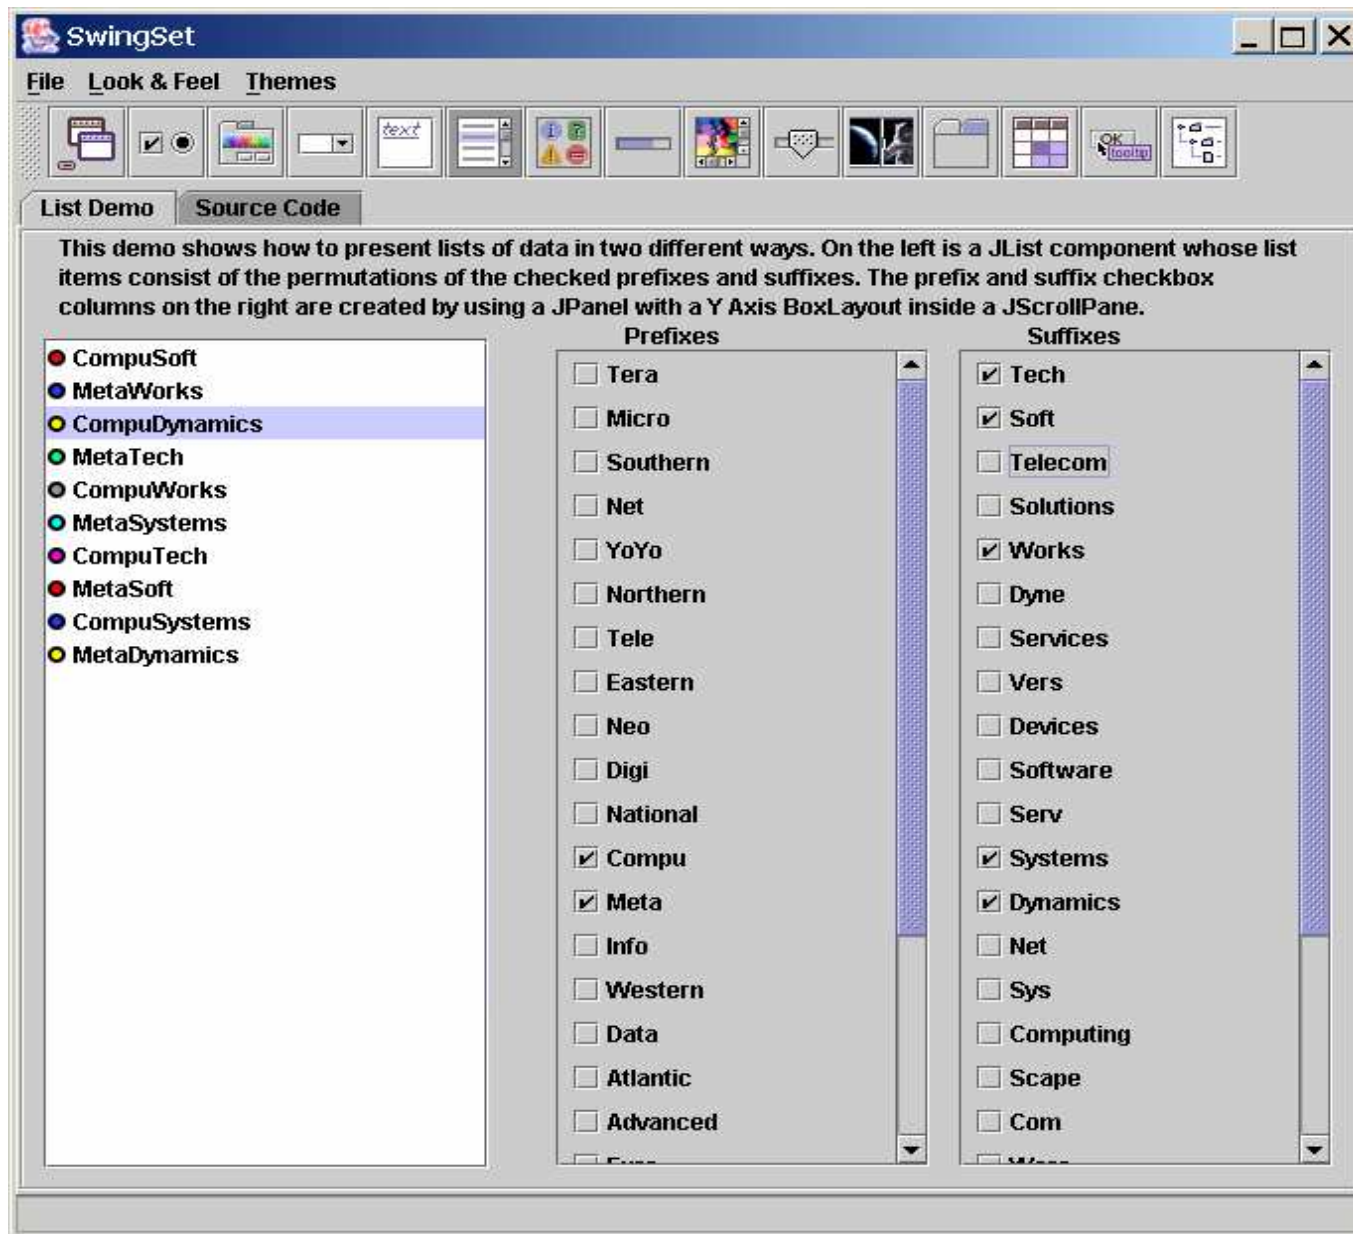 SwingSet
File Look & Feel Themes
text
OK
tooltip
List Demo Source Code
This demo shows how to present lists of data in two different ways. On the left is a JList component whose list
items consist of the permutations of the checked prefixes and suffixes. The prefix and suffix checkbox
columns on the right are created by using a JPanel with a Y Axis BoxLayout inside a JScrollPane.
CompuSoft
MetaWorks
CompuDynamics
MetaTech
CompuWorks
MetaSystems
CompuTech
MetaSoft
CompuSystems
MetaDynamics
Prefixes
Tera
Micro
Southern
Net
YoYo
Northern
Tele
Eastern
Neo
Digi
National
Compu
Meta
Info
Western
Data
Atlantic
Advanced
Suffixes
Tech
Soft
Telecom
Solutions
Works
Dyne
Services
Vers
Devices
Software
Serv
Systems
Dynamics
Net
Sys
Computing
Scape
Com